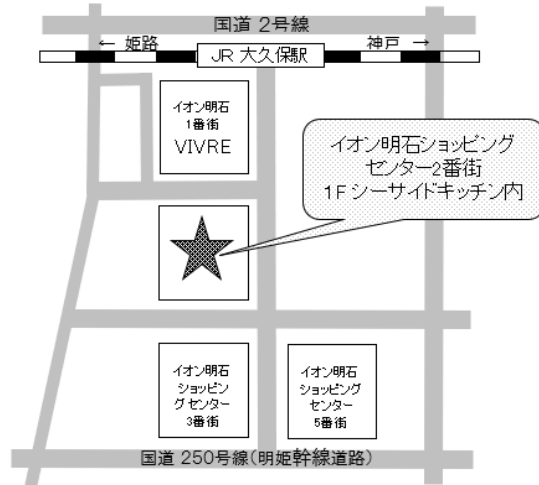 国道 2号線
← 姫路
神戸 →
JR 大久保駅
イオン明石
1番街
VIVRE
イオン明石ショッピング
センター2番街
1F シーサイドキッチン内
イオン明石
ショッピン
グセンター
3番街
イオン明石
ショッピング
センター
5番街
国道 250号線(明姫幹線道路)